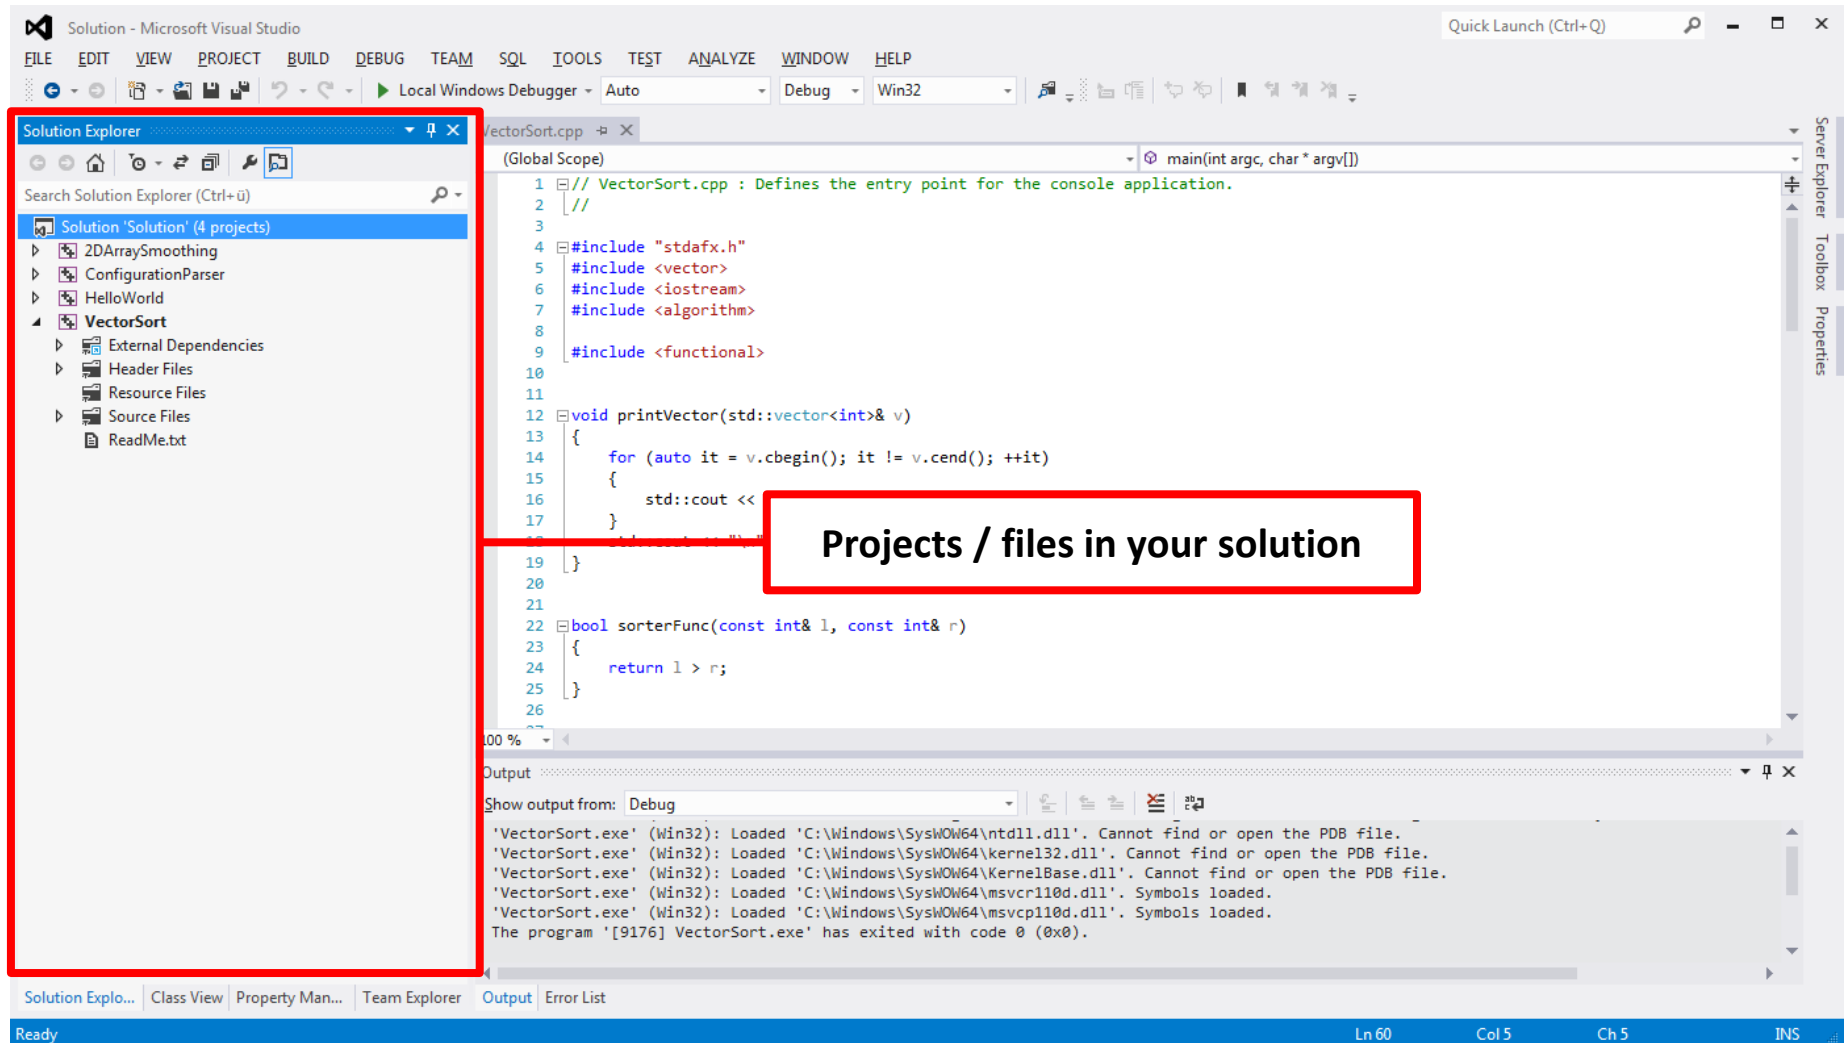 Solution - Microsoft Visual Studio
Quick Launch (Ctrl+Q)
FILE EDIT VIEW PROJECT BUILD DEBUG TEAM SQL TOOLS TEST ANALYZE WINDOW HELP
Local Windows Debugger Auto Debug Win32
Solution Explorer
Search Solution Explorer (Ctrl+ü)
Solution 'Solution' (4 projects)
2DArraySmoothing
ConfigurationParser
HelloWorld
VectorSort
External Dependencies
Header Files
Resource Files
Source Files
ReadMe.txt
VectorSort.cpp
(Global Scope)
main(int argc, char * argv[])
1 // VectorSort.cpp : Defines the entry point for the console application.
2 //
3
4 #include "stdafx.h"
5 #include <vector>
6 #include <iostream>
7 #include <algorithm>
8
9 #include <functional>
10
11
12 void printVector(std::vector<int>& v)
13 {
14 for (auto it = v.cbegin(); it != v.cend(); ++it)
15 {
16 std::cout <<
17 }
19 }
20
21
22 bool sorterFunc(const int& l, const int& r)
23 {
24 return l > r;
25 }
26
Projects / files in your solution
100 %
Output
Show output from: Debug
'VectorSort.exe' (Win32): Loaded 'C:\Windows\SysWOW64\ntdll.dll'. Cannot find or open the PDB file.
'VectorSort.exe' (Win32): Loaded 'C:\Windows\SysWOW64\kernel32.dll'. Cannot find or open the PDB file.
'VectorSort.exe' (Win32): Loaded 'C:\Windows\SysWOW64\KernelBase.dll'. Cannot find or open the PDB file.
'VectorSort.exe' (Win32): Loaded 'C:\Windows\SysWOW64\msvcr110d.dll'. Symbols loaded.
'VectorSort.exe' (Win32): Loaded 'C:\Windows\SysWOW64\msvcp110d.dll'. Symbols loaded.
The program '[9176] VectorSort.exe' has exited with code 0 (0x0).
Server Explorer
Toolbox
Properties
Solution Explo... Class View Property Man... Team Explorer
Output Error List
Ready
Ln 60 Col 5 Ch 5 INS